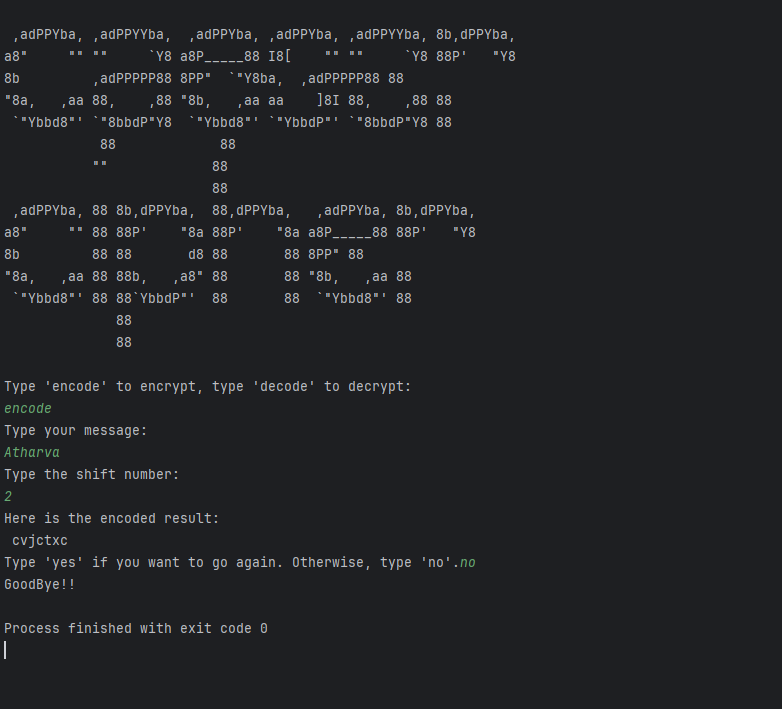 ,adPPYba, ,adPPYYba,  ,adPPYba, ,adPPYba, ,adPPYYba, 8b,dPPYba,
a8"     "" ""     `Y8 a8P_____88 I8[    "" ""     `Y8 88P'   "Y8
8b         ,adPPPPP88 8PP"  `"Y8ba,  ,adPPPPP88 88
"8a,   ,aa 88,    ,88 "8b,   ,aa aa    ]8I 88,    ,88 88
 `"Ybbd8"' `"8bbdP"Y8  `"Ybbd8"' `"YbbdP"' `"8bbdP"Y8 88
            88             88
           ""             88
                          88
 ,adPPYba, 88 8b,dPPYba,  88,dPPYba,   ,adPPYba, 8b,dPPYba,
a8"     "" 88 88P'    "8a 88P'    "8a a8P_____88 88P'   "Y8
8b         88 88       d8 88       88 8PP" 88
"8a,   ,aa 88 88b,   ,a8" 88       88 "8b,   ,aa 88
 `"Ybbd8"' 88 88`YbbdP"'  88       88  `"Ybbd8"' 88
              88
              88
Type 'encode' to encrypt, type 'decode' to decrypt:
encode
Type your message:
Atharva
Type the shift number:
2
Here is the encoded result:
 cvjctxc
Type 'yes' if you want to go again. Otherwise, type 'no'.no
GoodBye!!
Process finished with exit code 0